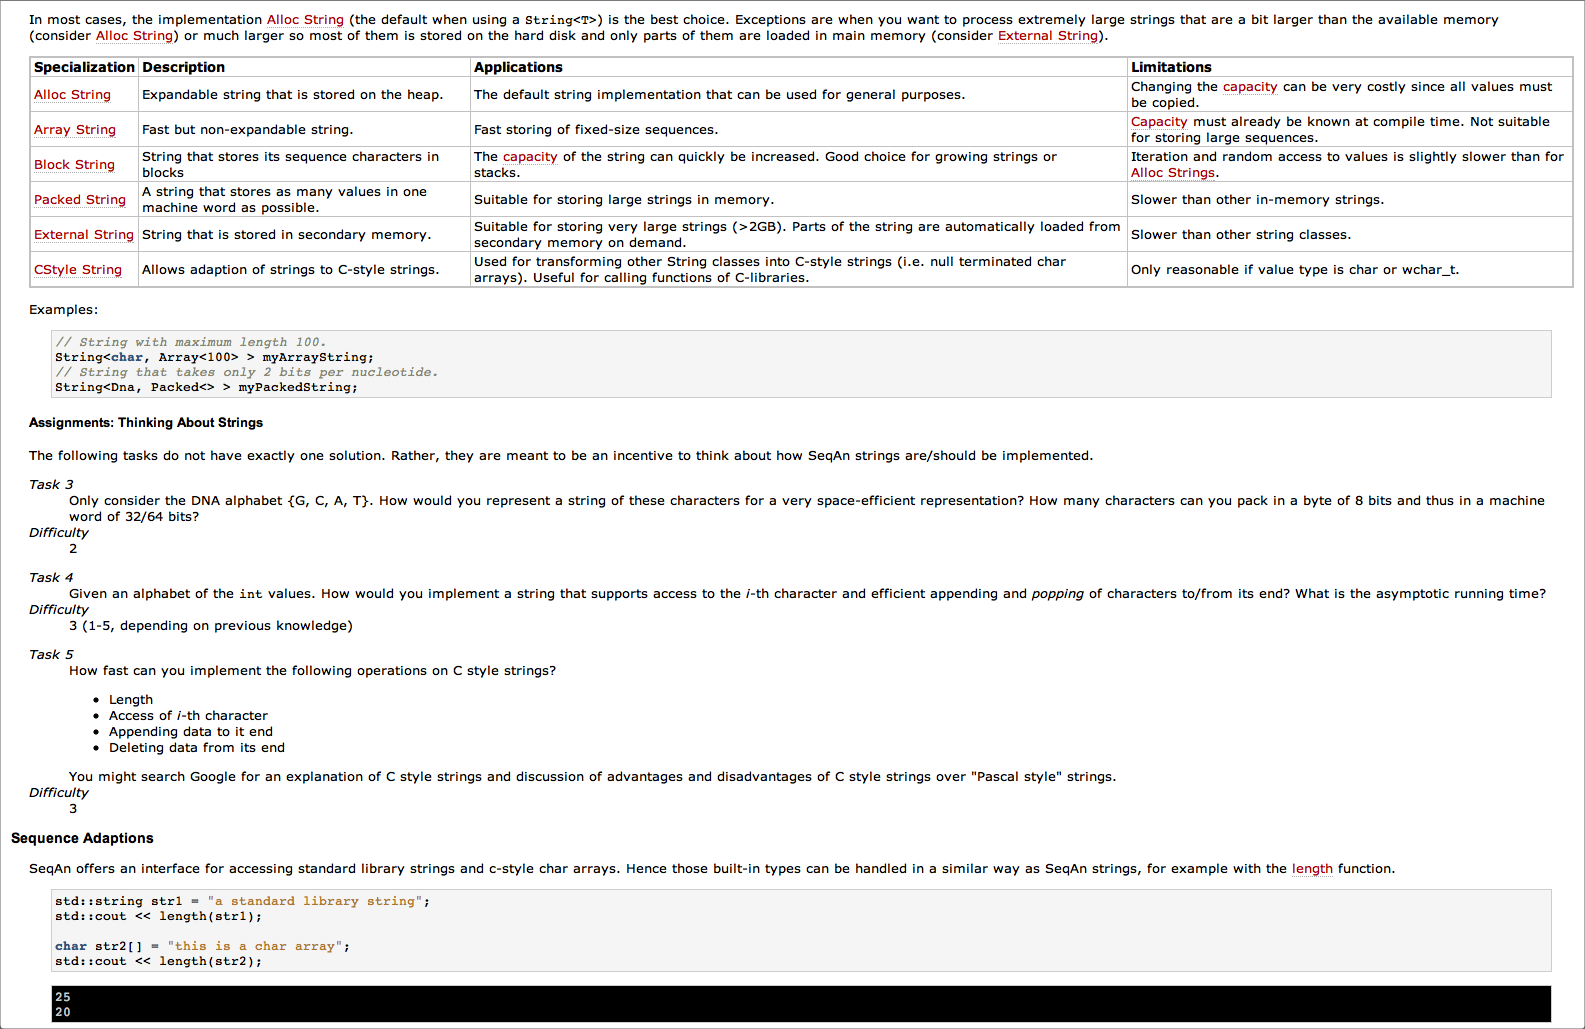 In most cases, the implementation Alloc String (the default when using a String<T>) is the best choice. Exceptions are when you want to process extremely large strings that are a bit larger than the available memory
(consider Alloc String) or much larger so most of them is stored on the hard disk and only parts of them are loaded in main memory (consider External String).
Specialization Description Applications Limitations
Alloc String Expandable string that is stored on the heap. The default string implementation that can be used for general purposes. Changing the capacity can be very costly since all values must
be copied.
Array String Fast but non-expandable string. Fast storing of fixed-size sequences. Capacity must already be known at compile time. Not suitable
for storing large sequences.
Block String String that stores its sequence characters in
blocks The capacity of the string can quickly be increased. Good choice for growing strings or
stacks. Iteration and random access to values is slightly slower than for
Alloc Strings.
Packed String A string that stores as many values in one
machine word as possible. Suitable for storing large strings in memory. Slower than other in-memory strings.
External String String that is stored in secondary memory. Suitable for storing very large strings (>2GB). Parts of the string are automatically loaded from
secondary memory on demand. Slower than other string classes.
CStyle String Allows adaption of strings to C-style strings. Used for transforming other String classes into C-style strings (i.e. null terminated char
arrays). Useful for calling functions of C-libraries. Only reasonable if value type is char or wchar_t.
Examples:
// String with maximum length 100.
String<char, Array<100> > myArrayString;
// String that takes only 2 bits per nucleotide.
String<Dna, Packed<> > myPackedString;
Assignments: Thinking About Strings
The following tasks do not have exactly one solution. Rather, they are meant to be an incentive to think about how SeqAn strings are/should be implemented.
Task 3
Only consider the DNA alphabet {G, C, A, T}. How would you represent a string of these characters for a very space-efficient representation? How many characters can you pack in a byte of 8 bits and thus in a machine
word of 32/64 bits?
Difficulty
2
Task 4
Given an alphabet of the int values. How would you implement a string that supports access to the i-th character and efficient appending and popping of characters to/from its end? What is the asymptotic running time?
Difficulty
3 (1-5, depending on previous knowledge)
Task 5
How fast can you implement the following operations on C style strings?
• Length
• Access of i-th character
• Appending data to it end
• Deleting data from its end
You might search Google for an explanation of C style strings and discussion of advantages and disadvantages of C style strings over "Pascal style" strings.
Difficulty
3
Sequence Adaptions
SeqAn offers an interface for accessing standard library strings and c-style char arrays. Hence those built-in types can be handled in a similar way as SeqAn strings, for example with the length function.
std::string str1 = "a standard library string";
std::cout << length(str1);
char str2[] = "this is a char array";
std::cout << length(str2);
25
20